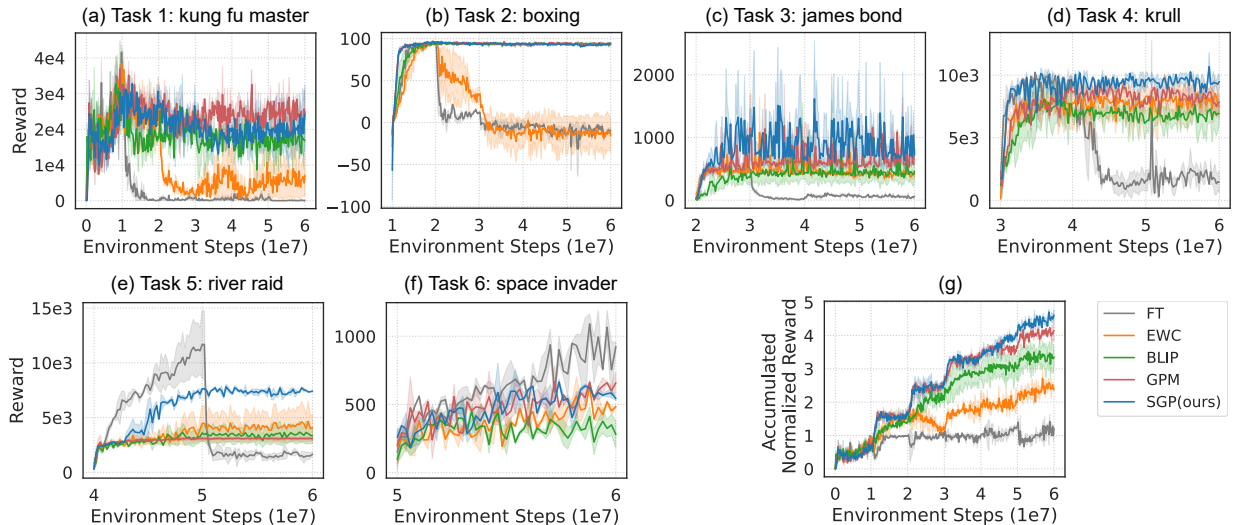 (a) Task 1: kung fu master
(b) Task 2: boxing
(c) Task 3: james bond
(d) Task 4: krull
Reward
4e4
3e4
2e4
1e4
0
0 1 2 3 4 5 6
Environment Steps (1e7)
100
50
0
−50
−100
1 2 3 4 5 6
Environment Steps (1e7)
2000
1000
0
2 3 4 5 6
Environment Steps (1e7)
10e3
5e3
0
3 4 5 6
Environment Steps (1e7)
(e) Task 5: river raid
(f) Task 6: space invader
(g)
Reward
15e3
10e3
5e3
0
4 5 6
Environment Steps (1e7)
1000
500
0
5 6
Environment Steps (1e7)
Accumulated
Normalized Reward
5
4
3
2
1
0
0 1 2 3 4 5 6
Environment Steps (1e7)
FT
EWC
BLIP
GPM
SGP(ours)